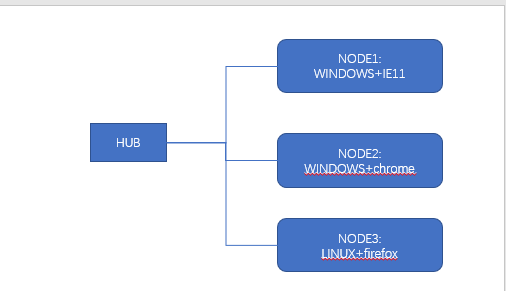 NODE1:
WINDOWS+IE11
HUB
NODE2:
WINDOWS+chrome
NODE3:
LINUX+firefox